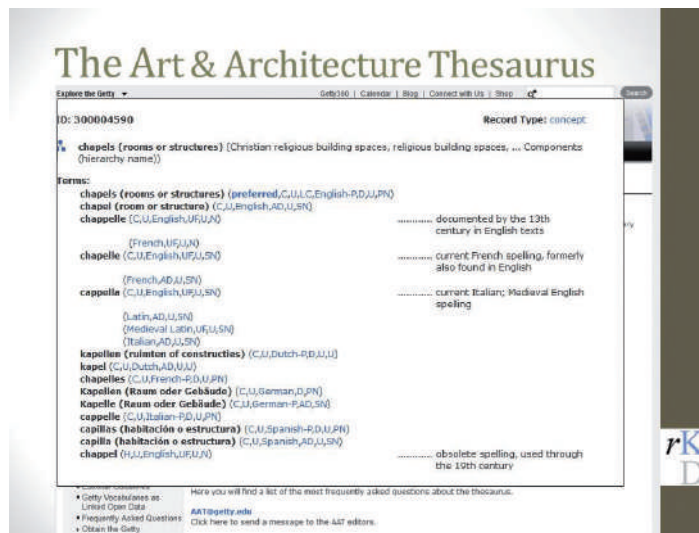 The Art & Architecture Thesaurus
Explore the Getty
Getty360 | Calendar | Blog | Connect with Us | Shop
Search
ID: 300004590
Record Type: concept
chapels (rooms or structures) (Christian religious building spaces, religious building spaces, ... Components
(hierarchy name))
Terms:
chapels (rooms or structures) (preferred,C,U,LC,English-P,D,U,PN)
chapel (room or structure) (C,U,English,AD,U,SN)
chappelle (C,U,English,UF,U,N) ............ documented by the 13th
century in English texts
(French,UF,U,N)
chapelle (C,U,English,UF,U,SN) ............ current French spelling, formerly
also found in English
(French,AD,U,SN)
cappella (C,U,English,UF,U,SN) ............ current Italian; Medieval English
spelling
(Latin,AD,U,SN)
(Medieval Latin,UF,U,SN)
(Italian,AD,U,SN)
kapellen (ruimten of constructies) (C,U,Dutch-P,D,U,U)
kapel (C,U,Dutch,AD,U,U)
chapelles (C,U,French-P,D,U,PN)
Kapellen (Raum oder Gebäude) (C,U,German,D,PN)
Kapelle (Raum oder Gebäude) (C,U,German-P,AD,SN)
cappelle (C,U,Italian-P,D,U,PN)
capillas (habitación o estructura) (C,U,Spanish-P,D,U,PN)
capilla (habitación o estructura) (C,U,Spanish,AD,U,SN)
chappel (H,U,English,UF,U,N) ............ obsolete spelling, used through
the 19th century
rK
D
Getty Vocabularies as
Linked Open Data
Frequently Asked Questions
Obtain the Getty
Here you will find a list of the most frequently asked questions about the thesaurus.
AAT@getty.edu
Click here to send a message to the AAT editors.